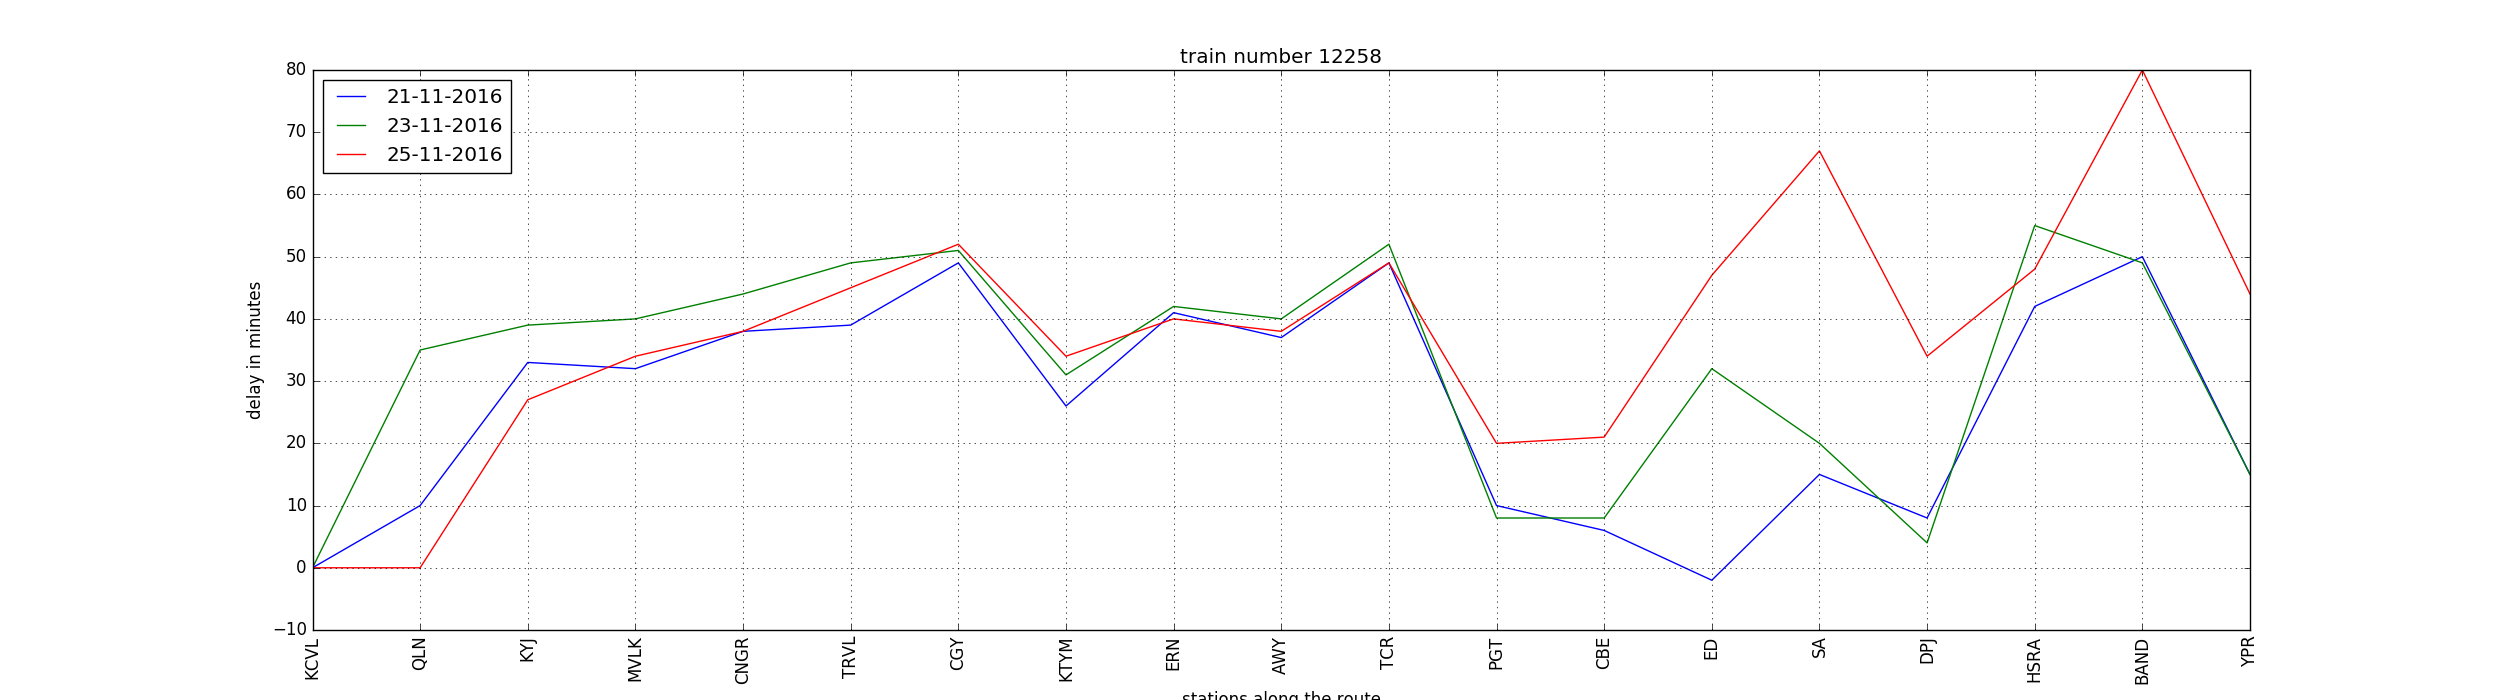 train number 12258
80
70
60
50
40
30
20
10
0
−10
21-11-2016
23-11-2016
25-11-2016
delay in minutes
KCVL
QLN
KYJ
MVLK
CNGR
TRVL
CGY
KTYM
ERN
AWY
TCR
PGT
CBE
ED
SA
DPJ
HSRA
BAND
YPR
stations along the route